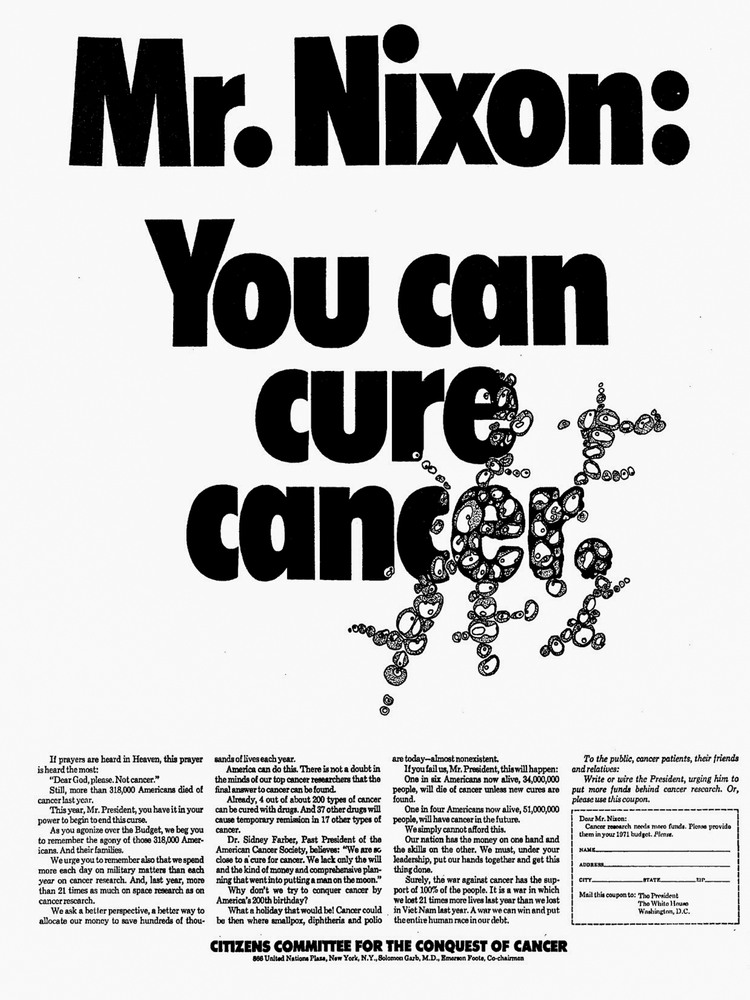 Mr. Nixon:
You can
cure
cancer.
If prayers are heard in Heaven, this prayer
is heard the most:
"Dear God, please. Not cancer."
Still, more than 318,000 Americans died of
cancer last year.
This year, Mr. President, you have it in your
power to begin to end this curse.
As you agonize over the Budget, we beg you
to remember the agony of those 318,000 Amer-
icans. And their families.
We urge you to remember also that we spend
more each day on military matters than each
year on cancer research. And, last year, more
than 21 times as much on space research as on
cancer research.
We ask a better perspective, a better way to
allocate our money to save hundreds of thou-
sands of lives each year.
America can do this. There is not a doubt in
the minds of our top cancer researchers that the
final answer to cancer can be found.
Already, 4 out of about 200 types of cancer
can be cured with drugs. And 37 other drugs will
cause temporary remission in 17 other types of
cancer.
Dr. Sidney Farber, Past President of the
American Cancer Society, believes: "We are so
close to a cure for cancer. We lack only the will
and the kind of money and comprehensive plan-
ning that went into putting a man on the moon."
Why don't we try to conquer cancer by
America's 200th birthday?
What a holiday that would be! Cancer could
be then where smallpox, diphtheria and polio
are today—almost nonexistent.
If you fail us, Mr. President, this will happen:
One in six Americans now alive, 34,000,000
people, will die of cancer unless new cures are
found.
One in four Americans now alive, 51,000,000
people, will have cancer in the future.
We simply cannot afford this.
Our nation has the money on one hand and
the skills on the other. We must, under your
leadership, put our hands together and get this
thing done.
Surely, the war against cancer has the sup-
port of 100% of the people. It is a war in which
we lost 21 times more lives last year than we lost
in Viet Nam last year. A war we can win and put
the entire human race in our debt.
To the public, cancer patients, their friends
and relatives:
Write or wire the President, urging him to
put more funds behind cancer research. Or,
please use this coupon.
Dear Mr. Nixon:
Cancer research needs more funds. Please provide
them in your 1971 budget. Please.
NAME
ADDRESS
CITY STATE ZIP
Mail this coupon to: The President
The White House
Washington, D.C.
CITIZENS COMMITTEE FOR THE CONQUEST OF CANCER
866 United Nations Plaza, New York, N.Y., Solomon Garb, M.D., Emerson Foote, Co-chairmen